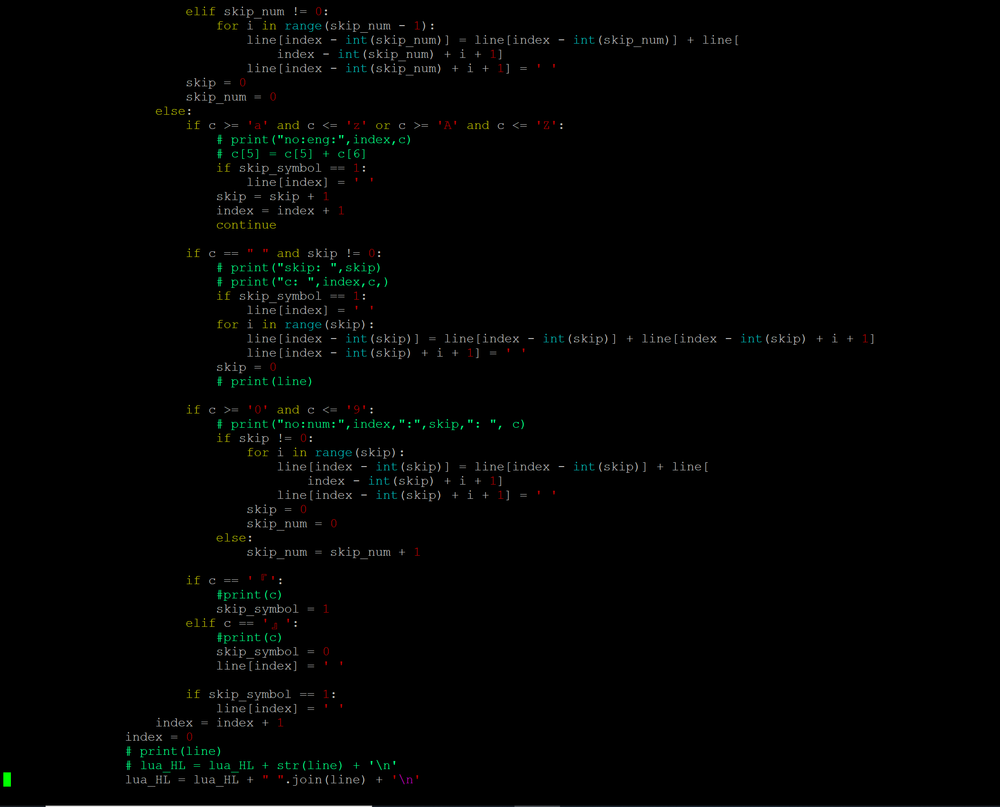 elif skip_num != 0:
for i in range(skip_num - 1):
line[index - int(skip_num)] = line[index - int(skip_num)] + line[
index - int(skip_num) + i + 1]
line[index - int(skip_num) + i + 1] = ' '
skip = 0
skip_num = 0
else:
if c >= 'a' and c <= 'z' or c >= 'A' and c <= 'Z':
# print("no:eng:",index,c)
# c[5] = c[5] + c[6]
if skip_symbol == 1:
line[index] = ' '
skip = skip + 1
index = index + 1
continue
if c == " " and skip != 0:
# print("skip: ",skip)
# print("c: ",index,c,)
if skip_symbol == 1:
line[index] = ' '
for i in range(skip):
line[index - int(skip)] = line[index - int(skip)] + line[index - int(skip) + i + 1]
line[index - int(skip) + i + 1] = ' '
skip = 0
# print(line)
if c >= '0' and c <= '9':
# print("no:num:",index,":",skip,": ", c)
if skip != 0:
for i in range(skip):
line[index - int(skip)] = line[index - int(skip)] + line[
index - int(skip) + i + 1]
line[index - int(skip) + i + 1] = ' '
skip = 0
skip_num = 0
else:
skip_num = skip_num + 1
if c == '『':
#print(c)
skip_symbol = 1
elif c == '』':
#print(c)
skip_symbol = 0
line[index] = ' '
if skip_symbol == 1:
line[index] = ' '
index = index + 1
index = 0
# print(line)
# lua_HL = lua_HL + str(line) + '\n'
lua_HL = lua_HL + " ".join(line) + '\n'